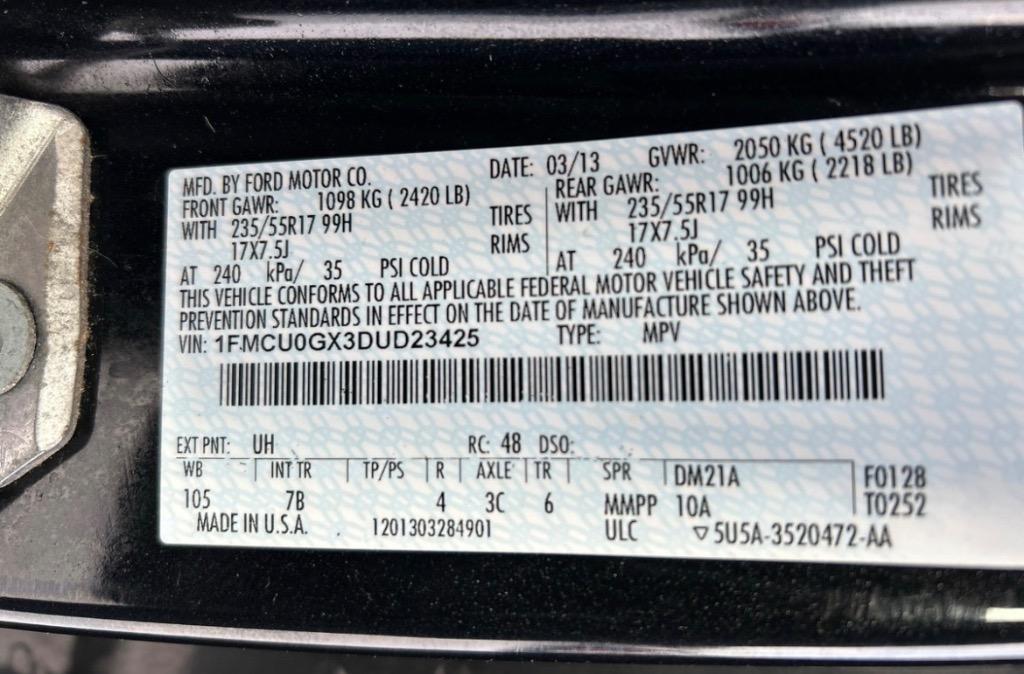 MFD. BY FORD MOTOR CO. DATE: 03/13 GVWR: 2050 KG ( 4520 LB)
FRONT GAWR: 1098 KG ( 2420 LB) REAR GAWR: 1006 KG ( 2218 LB)
WITH 235/55R17 99H TIRES WITH 235/55R17 99H TIRES
17X7.5J RIMS 17X7.5J RIMS
AT 240 kPa/ 35 PSI COLD AT 240 kPa/ 35 PSI COLD
THIS VEHICLE CONFORMS TO ALL APPLICABLE FEDERAL MOTOR VEHICLE SAFETY AND THEFT
PREVENTION STANDARDS IN EFFECT ON THE DATE OF MANUFACTURE SHOWN ABOVE.
VIN: 1FMCU0GX3DUD23425 TYPE: MPV
EXT PNT: UH RC: 48 DSO:
WB INT TR TP/PS R AXLE TR SPR DM21A F0128
105 7B 4 3C 6 MMPP 10A T0252
MADE IN U.S.A. 1201303284901 ULC ▽5U5A-3520472-AA